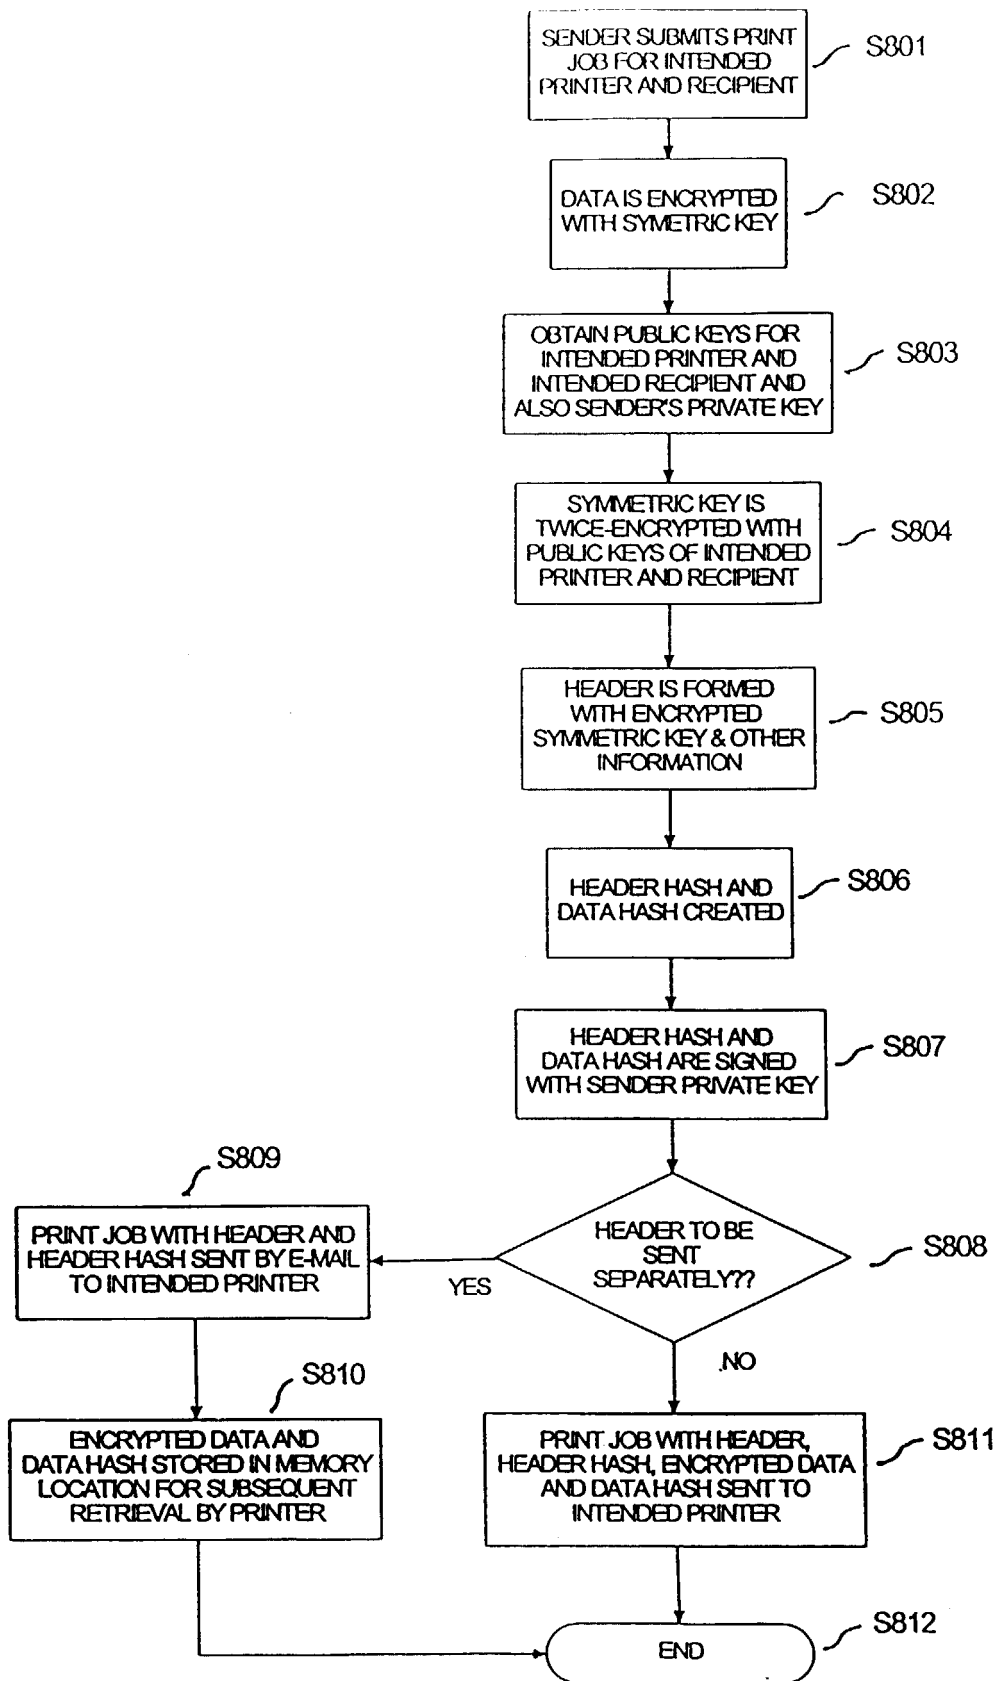 SENDER SUBMITS PRINT
JOB FOR INTENDED
PRINTER AND RECIPIENT
S801
DATA IS ENCRYPTED
WITH SYMETRIC KEY
S802
OBTAIN PUBLIC KEYS FOR
INTENDED PRINTER AND
INTENDED RECIPIENT AND
ALSO SENDER'S PRIVATE KEY
S803
SYMMETRIC KEY IS
TWICE-ENCRYPTED WITH
PUBLIC KEYS OF INTENDED
PRINTER AND RECIPIENT
S804
HEADER IS FORMED
WITH ENCRYPTED
SYMMETRIC KEY & OTHER
INFORMATION
S805
HEADER HASH AND
DATA HASH CREATED
S806
HEADER HASH AND
DATA HASH ARE SIGNED
WITH SENDER PRIVATE KEY
S807
HEADER TO BE
SENT
SEPARATELY??
S808
YES
NO
S809
PRINT JOB WITH HEADER AND
HEADER HASH SENT BY E-MAIL
TO INTENDED PRINTER
S810
ENCRYPTED DATA AND
DATA HASH STORED IN MEMORY
LOCATION FOR SUBSEQUENT
RETRIEVAL BY PRINTER
PRINT JOB WITH HEADER,
HEADER HASH, ENCRYPTED DATA
AND DATA HASH SENT TO
INTENDED PRINTER
S811
END
S812